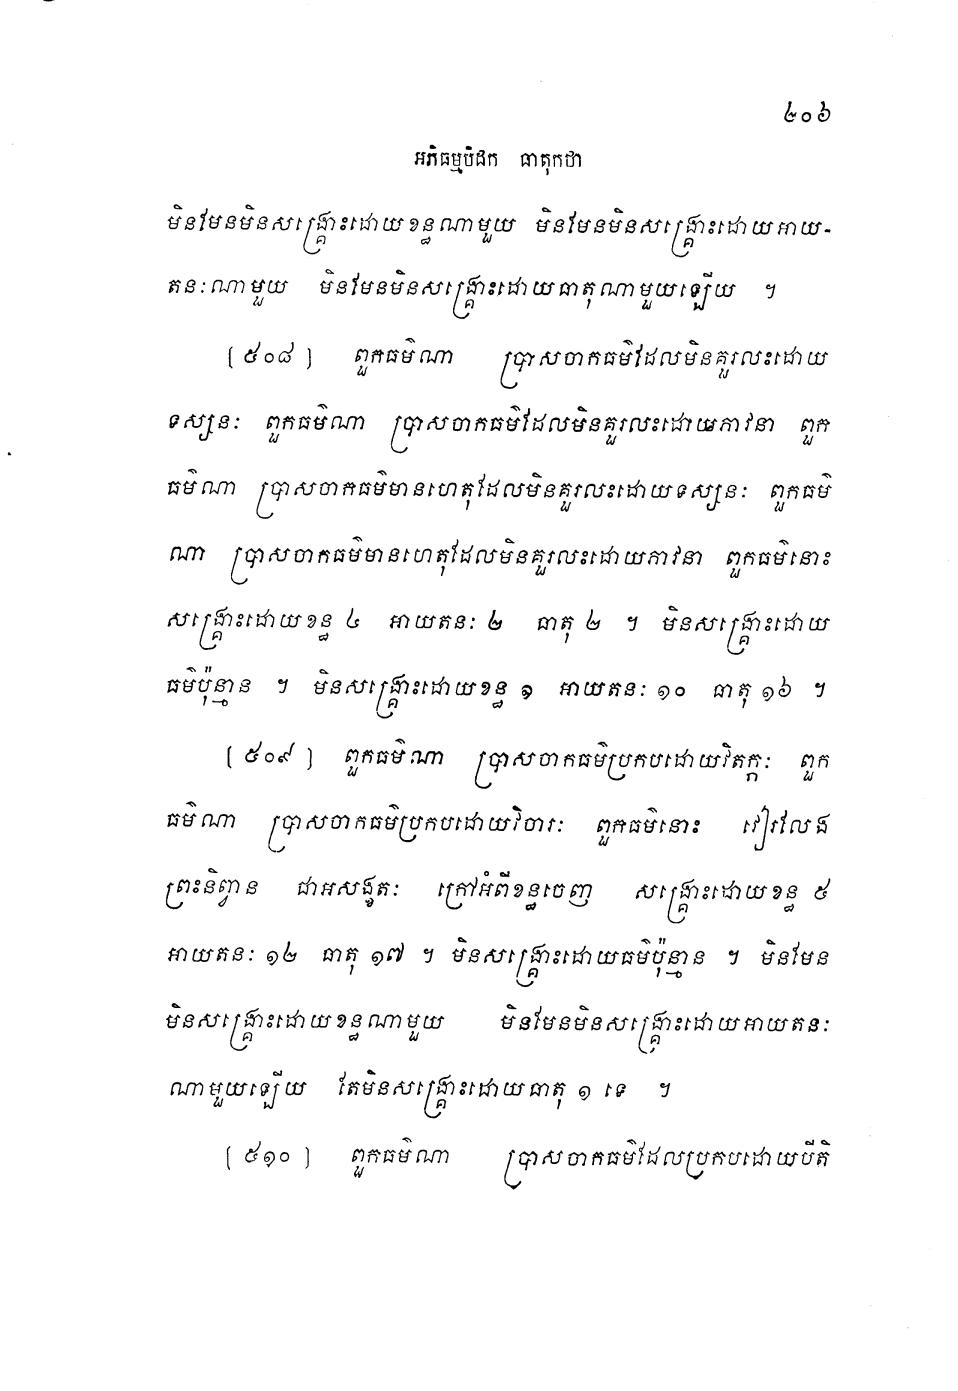 ២០៦
អភិធម្មបិដក ធាតុកថា
មិនមែនមិនសង្គ្រោះដោយខន្ធណាមួយ មិនមែនមិនសង្គ្រោះដោយអាយ-
តនៈណាមួយ មិនមែនមិនសង្គ្រោះដោយធាតុណាមួយឡើយ ។
[ ៥០៨ ] ពួកធម៌ណា ប្រាសចាកធម៌ដែលមិនគួរលះដោយ
ទស្សនៈ ពួកធម៌ណា ប្រាសចាកធម៌ដែលមិនគួរលះដោយភាវនា ពួក
ធម៌ណា ប្រាសចាកធម៌មានហេតុដែលមិនគួរលះដោយទស្សនៈ ពួកធម៌
ណា ប្រាសចាកធម៌មានហេតុដែលមិនគួរលះដោយភាវនា ពួកធម៌នោះ
សង្គ្រោះដោយខន្ធ ៤ អាយតនៈ ២ ធាតុ ២ ។ មិនសង្គ្រោះដោយ
ធម៌ប៉ុន្មាន ។ មិនសង្គ្រោះដោយខន្ធ ១ អាយតនៈ ១០ ធាតុ ១៦ ។
[ ៥០៩ ] ពួកធម៌ណា ប្រាសចាកធម៌ប្រកបដោយវិតក្កៈ ពួក
ធម៌ណា ប្រាសចាកធម៌ប្រកបដោយវិចារៈ ពួកធម៌នោះ វៀរលែង
ព្រះនិព្វាន ជាអសង្ខតៈ ក្រៅអំពីខន្ធចេញ សង្គ្រោះដោយខន្ធ ៥
អាយតនៈ ១២ ធាតុ ១៧ ។ មិនសង្គ្រោះដោយធម៌ប៉ុន្មាន ។ មិនមែន
មិនសង្គ្រោះដោយខន្ធណាមួយ មិនមែនមិនសង្គ្រោះដោយអាយតនៈ
ណាមួយឡើយ តែមិនសង្គ្រោះដោយធាតុ ១ ទេ ។
[ ៥១០ ] ពួកធម៌ណា ប្រាសចាកធម៌ដែលប្រកបដោយបីតិ